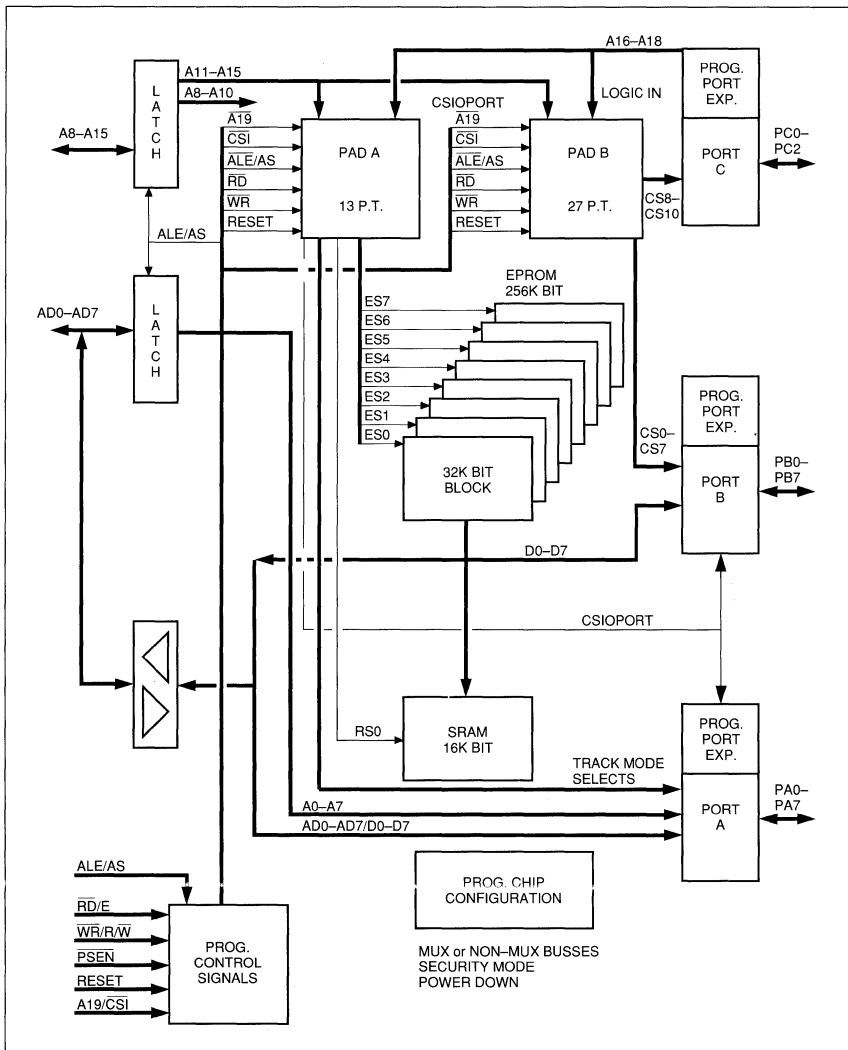 A16–A18
A11–A15
A8–A10
LATCH
A8–A15
CSIOPORT
LOGIC IN
PROG.
PORT
EXP.
PORT
C
PC0–
PC2
A19
CSI
ALE/AS
RD
WR
RESET
PAD A
13 P.T.
A19
CSI
ALE/AS
RD
WR
RESET
PAD B
27 P.T.
CS8–
CS10
ALE/AS
AD0–AD7
LATCH
EPROM
256K BIT
ES7
ES6
ES5
ES4
ES3
ES2
ES1
ES0
32K BIT
BLOCK
CS0–
CS7
PROG.
PORT
EXP.
PORT
B
PB0–
PB7
D0–D7
CSIOPORT
RS0
SRAM
16K BIT
PROG.
PORT
EXP.
PORT
A
PA0–
PA7
TRACK MODE
SELECTS
A0–A7
AD0–AD7/D0–D7
ALE/AS
RD/E
WR/R/W
PSEN
RESET
A19/CSI
PROG.
CONTROL
SIGNALS
PROG. CHIP
CONFIGURATION
MUX or NON–MUX BUSSES
SECURITY MODE
POWER DOWN